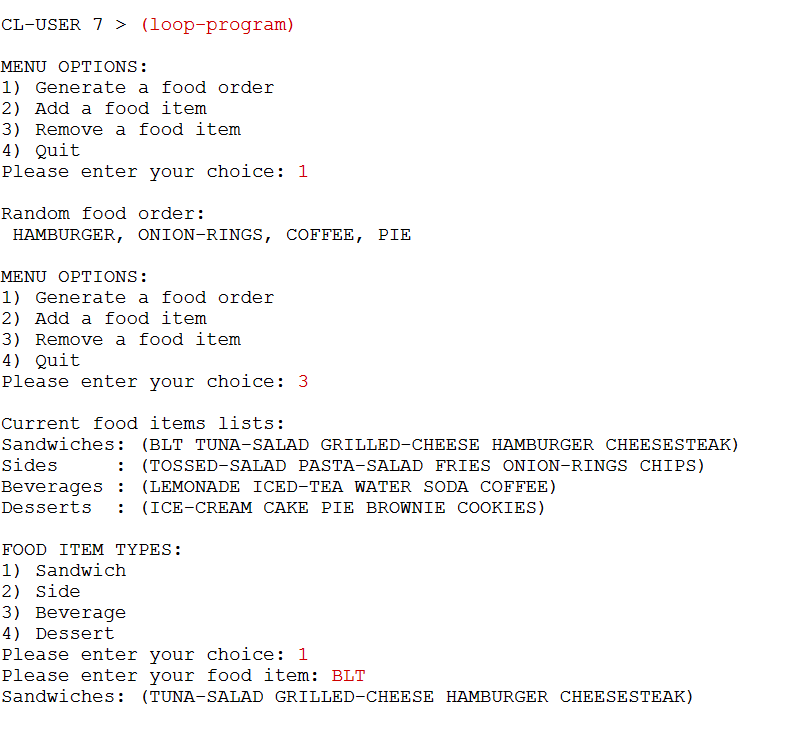 CL-USER 7 > (loop-program)
MENU OPTIONS:
1) Generate a food order
2) Add a food item
3) Remove a food item
4) Quit
Please enter your choice: 1
Random food order:
HAMBURGER, ONION-RINGS, COFFEE, PIE
MENU OPTIONS:
1) Generate a food order
2) Add a food item
3) Remove a food item
4) Quit
Please enter your choice: 3
Current food items lists:
Sandwiches: (BLT TUNA-SALAD GRILLED-CHEESE HAMBURGER CHEESESTEAK)
Sides     : (TOSSED-SALAD PASTA-SALAD FRIES ONION-RINGS CHIPS)
Beverages : (LEMONADE ICED-TEA WATER SODA COFFEE)
Desserts  : (ICE-CREAM CAKE PIE BROWNIE COOKIES)
FOOD ITEM TYPES:
1) Sandwich
2) Side
3) Beverage
4) Dessert
Please enter your choice: 1
Please enter your food item: BLT
Sandwiches: (TUNA-SALAD GRILLED-CHEESE HAMBURGER CHEESESTEAK)